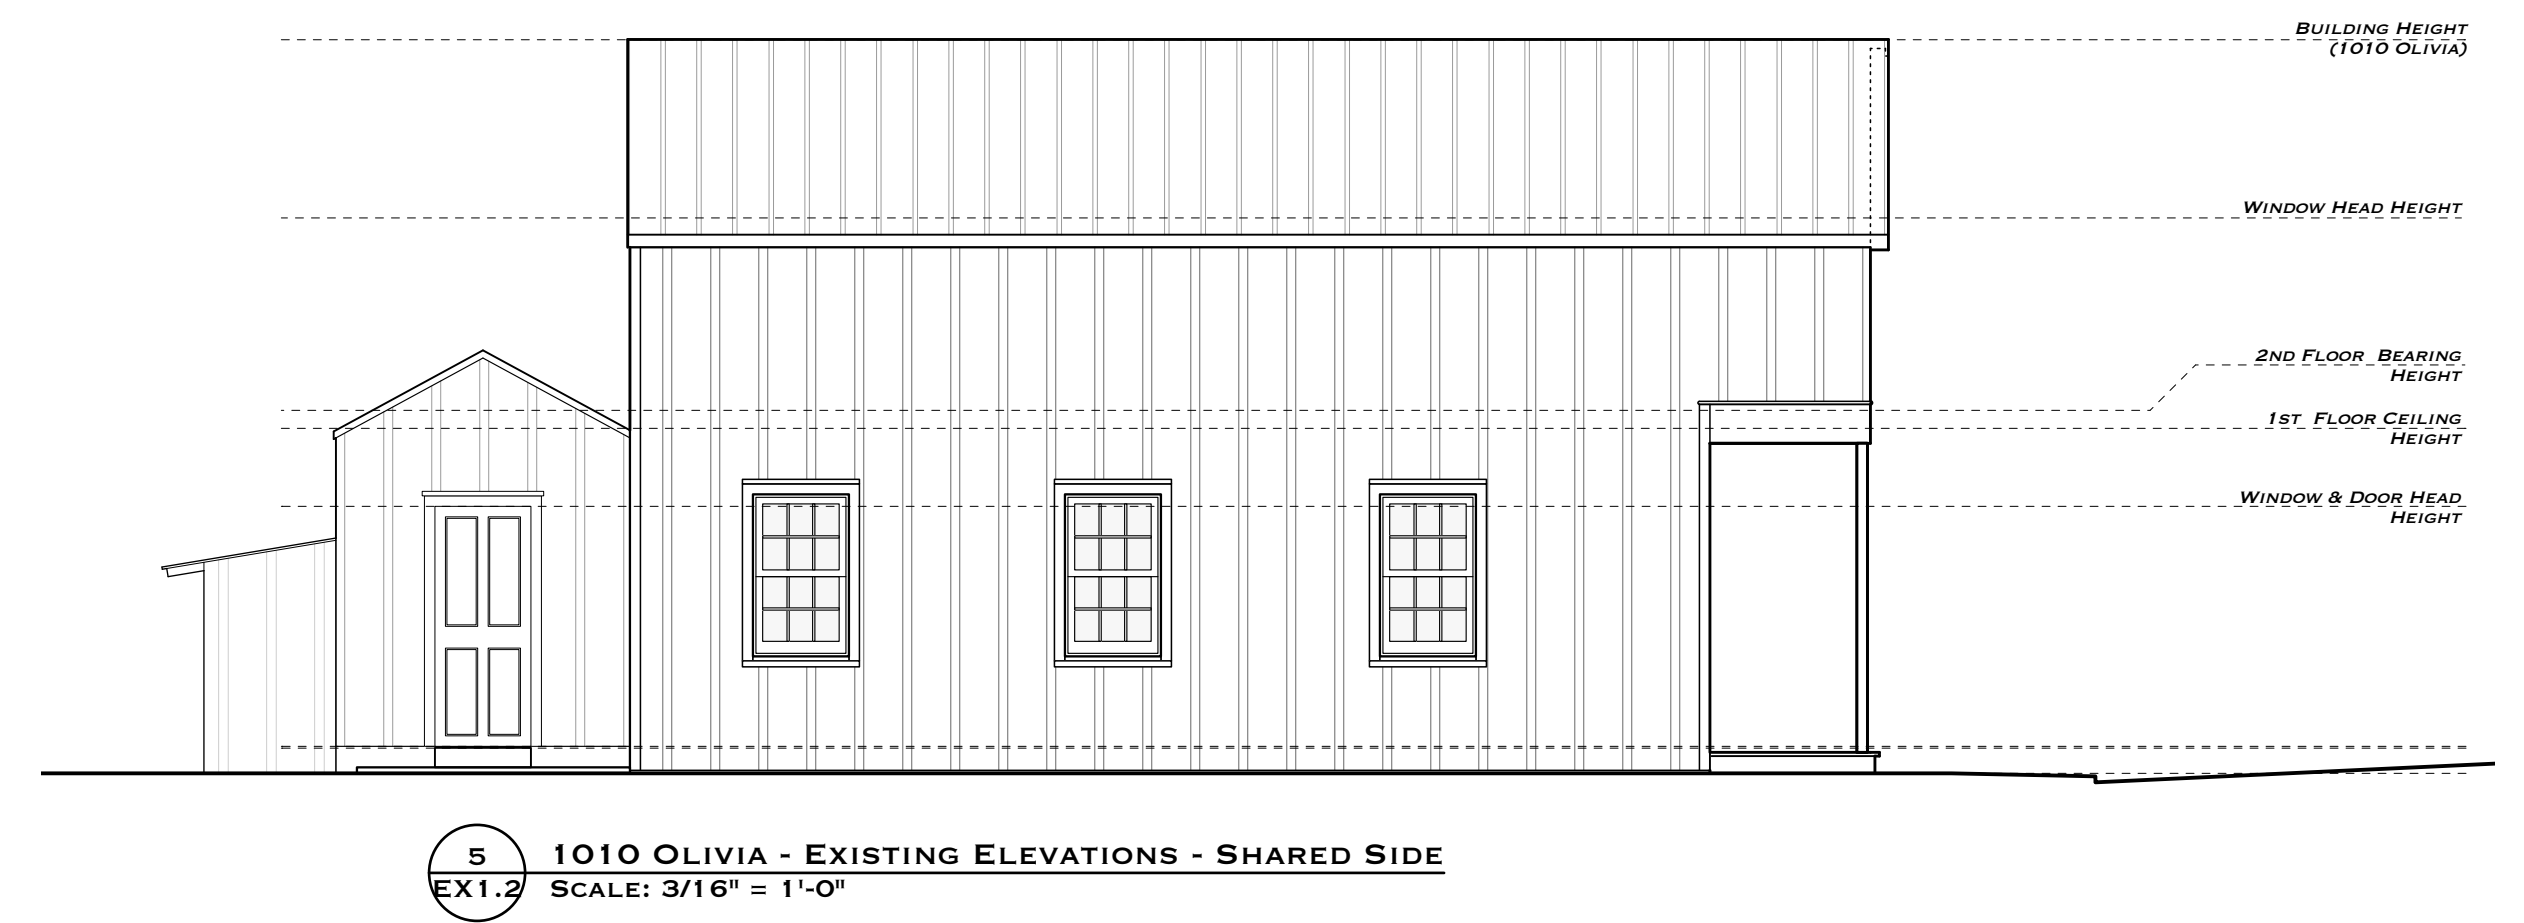 Building Height
(1010 Olivia)
Window Head Height
2nd Floor Bearing
Height
1st Floor Ceiling
Height
Window & Door Head
Height
5
EX1.2
1010 Olivia - Existing Elevations - Shared Side
Scale: 3/16" = 1'-0"